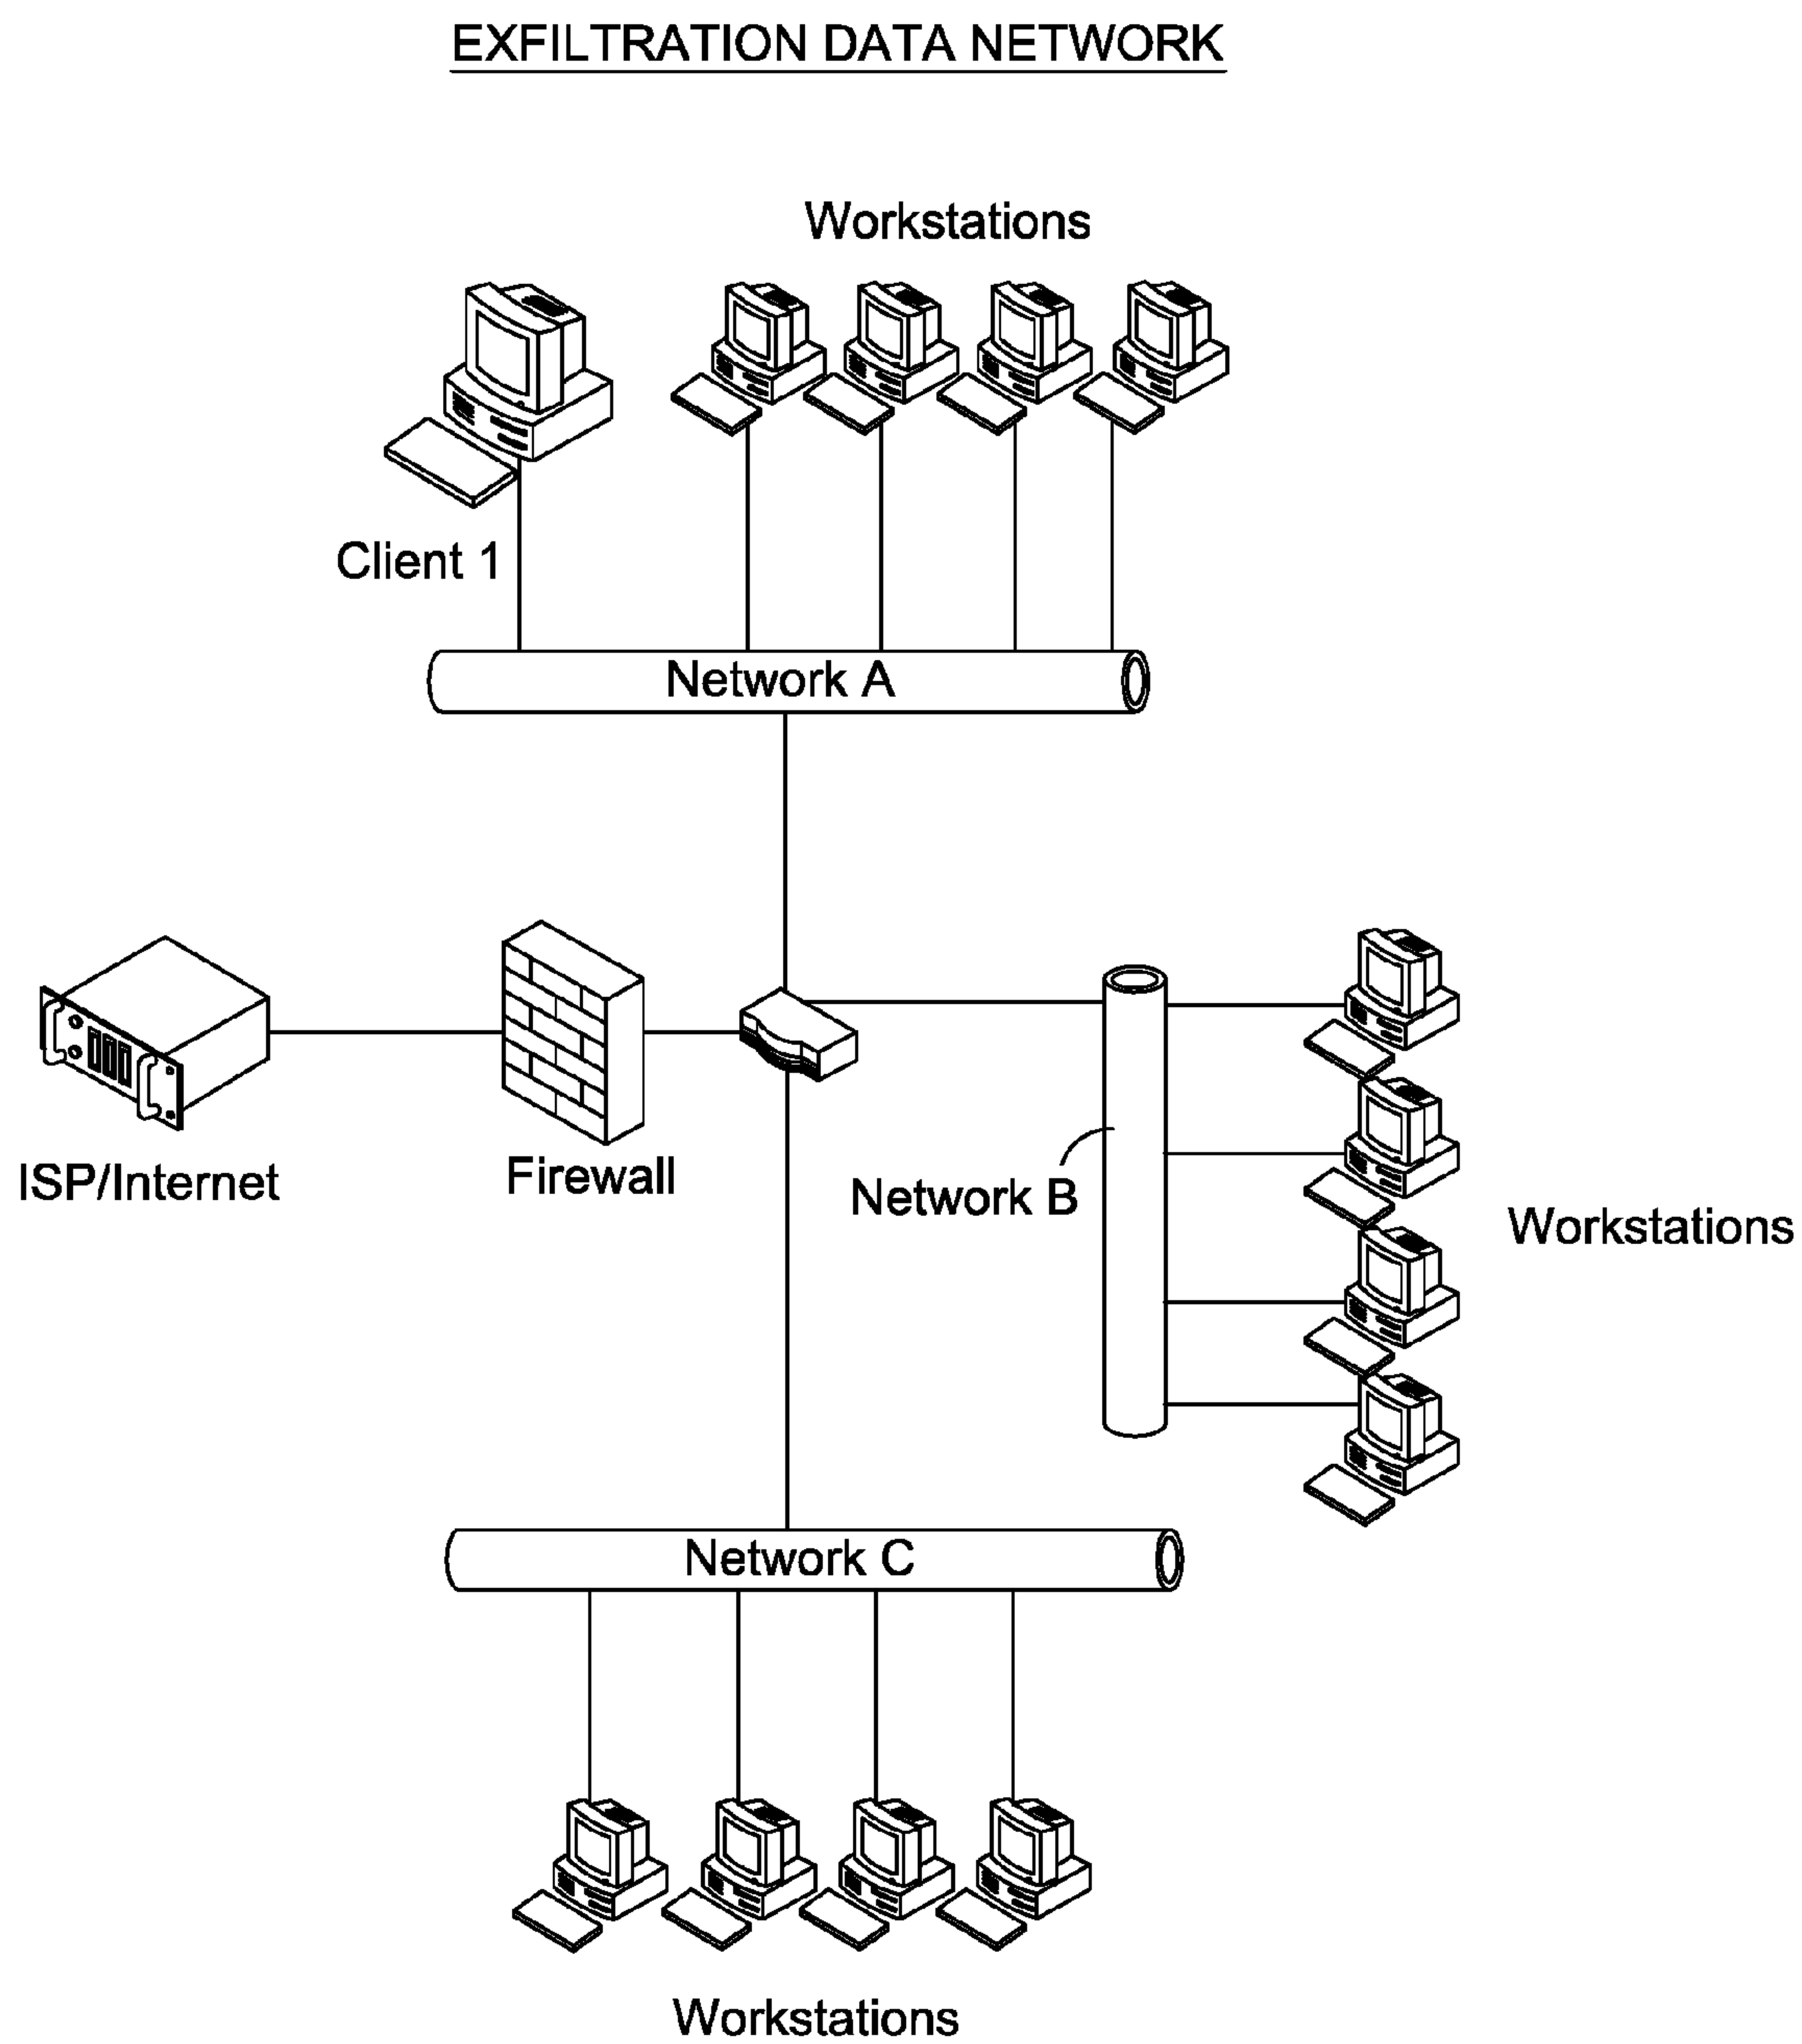 EXFILTRATION DATA NETWORK
Workstations
Client 1
Network A
ISP/Internet
Firewall
Network B
Workstations
Network C
Workstations